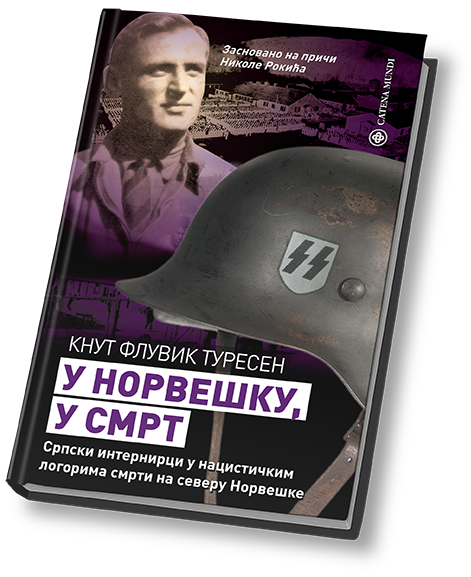 Засновано на причи
Николе Рокића
CATENA MUNDI
КНУТ ФЛУВИК ТУРЕСЕН
У НОРВЕШКУ,
У СМРТ
Српски интернирци у нацистичким
логорима смрти на северу Норвешке